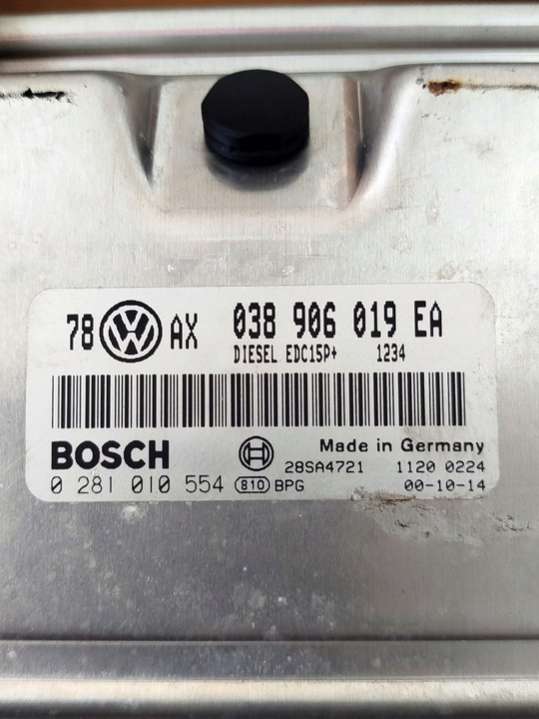 78 VW AX 038 906 019 EA
DIESEL EDC15P+ 1234
BOSCH Made in Germany
28SA4721 1120 0224
0 281 010 554 810 BPG 00-10-14